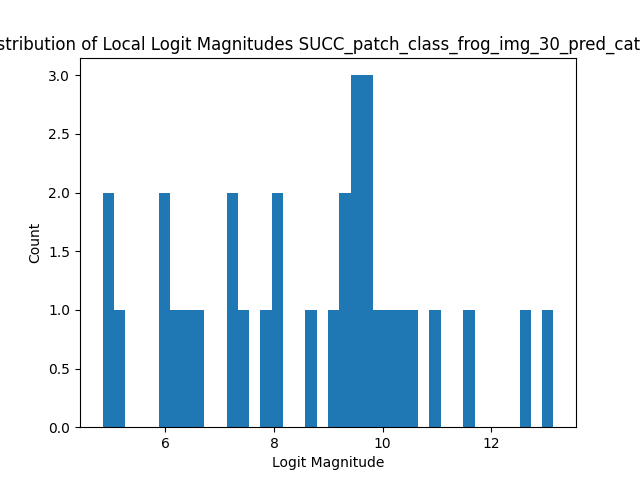 stribution of Local Logit Magnitudes SUCC_patch_class_frog_img_30_pred_cat
3.0
2.5
2.0
1.5
1.0
0.5
0.0
Count
6 8 10 12
Logit Magnitude